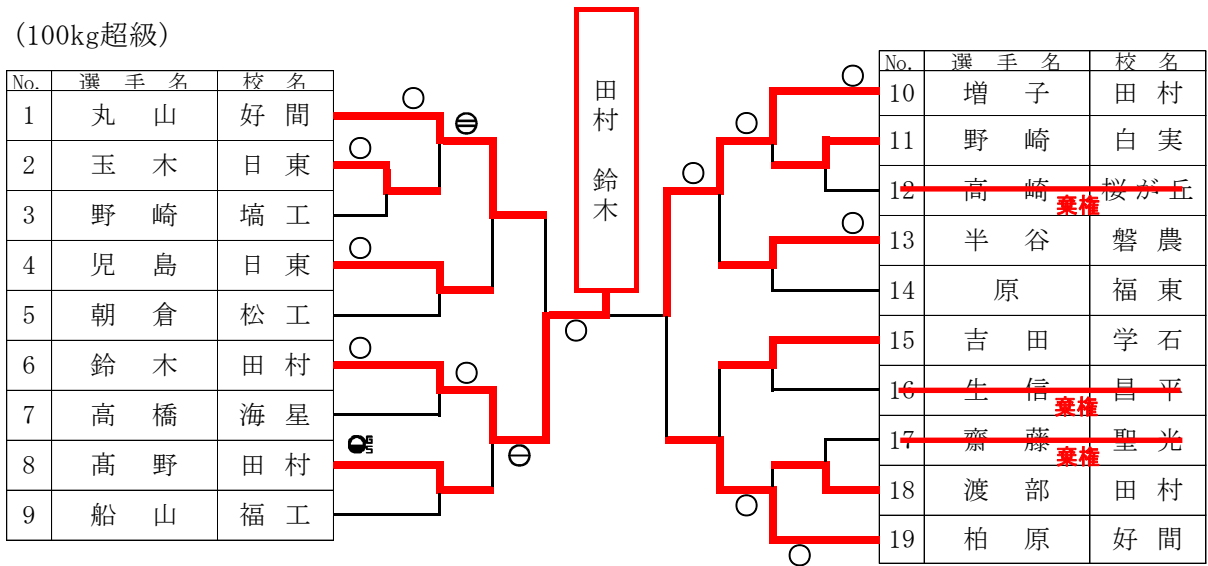 (100kg超級)
No. 選手名 校名
1 丸山 好間
2 玉木 日東
3 野崎 塙工
4 児島 日東
5 朝倉 松工
6 鈴木 田村
7 高橋 海星
8 髙野 田村
9 船山 福工
田村 鈴木
No. 選手名 校名
10 増子 田村
11 野崎 白実
12 高崎 桜が丘
棄権
13 半谷 磐農
14 原 福東
15 吉田 学石
16 生信 昌平
棄権
17 齋藤 聖光
棄権
18 渡部 田村
19 柏原 好間